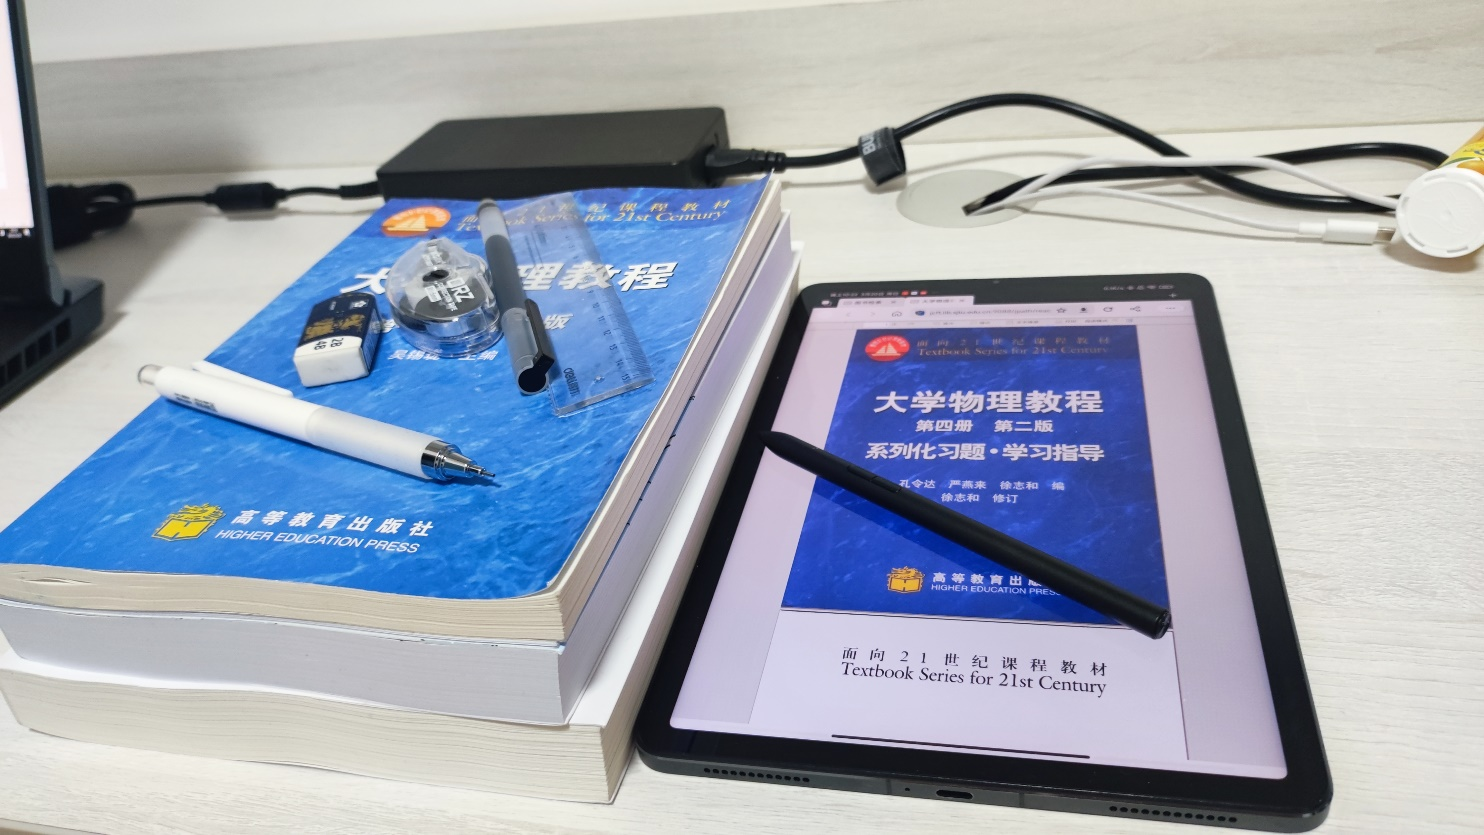 面向21世纪课程教材
Textbook Series for 21st Century
理教程
版
主编
高等教育出版社
HIGHER EDUCATION PRESS
2B
4B
ORZ
面向21世纪课程教材
Textbook Series for 21st Century
大学物理教程
第四册 第二版
系列化习题·学习指导
孔令达 严燕来 徐志和 编
徐志和 修订
高等教育出
HIGHER EDUCATION PRESS
面向21世纪课程教材
Textbook Series for 21st Century